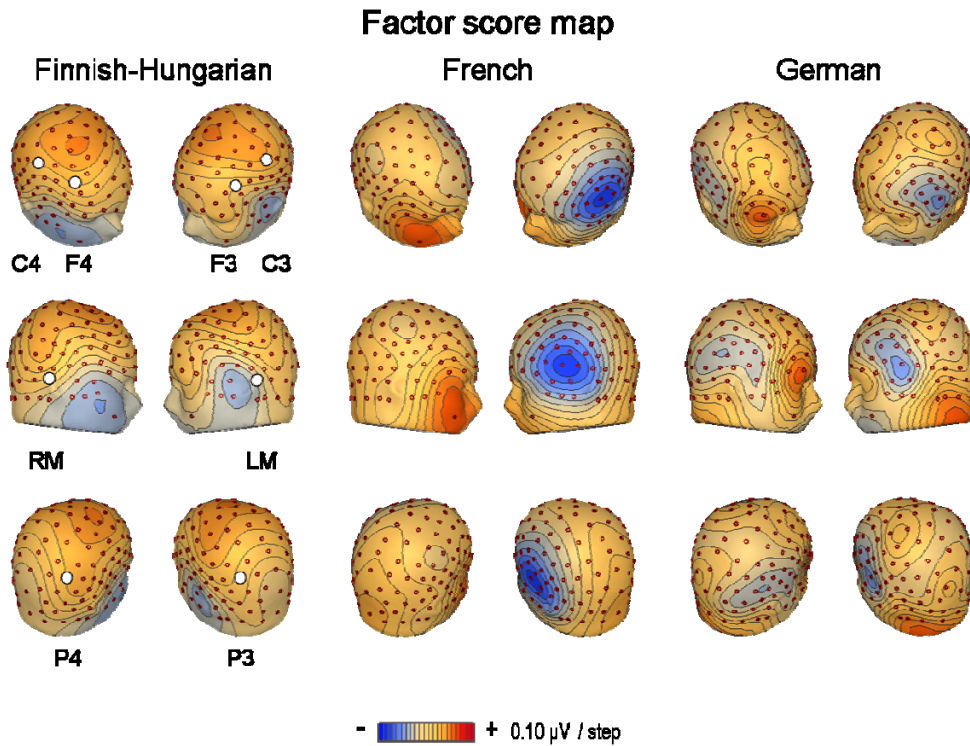 Factor score map
Finnish-Hungarian French German
C4 F4 F3 C3
RM LM
P4 P3
- + 0.10 µV / step